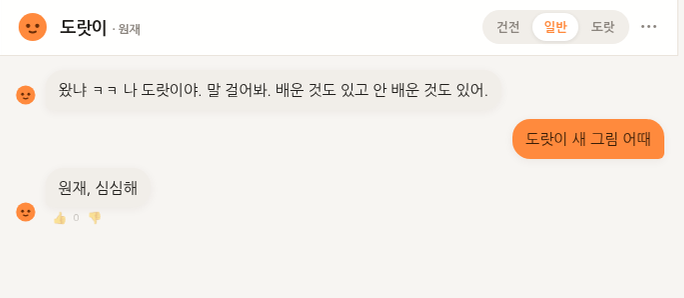 도랏이 · 원재
건전 일반 도랏 ···
왔냐 ㅋㅋ 나 도랏이야. 말 걸어봐. 배운 것도 있고 안 배운 것도 있어.
도랏이 새 그림 어때
원재, 심심해
👍 0 👎